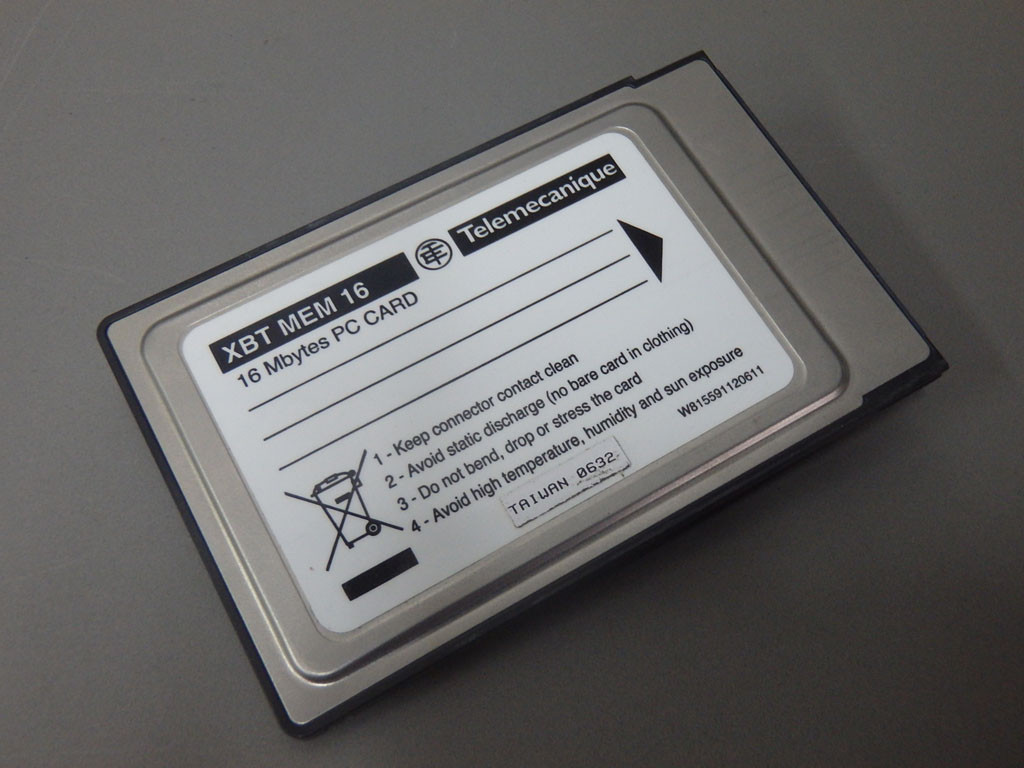 XBT MEM 16 Telemecanique
16 Mbytes PC CARD
1 - Keep connector contact clean
2 - Avoid static discharge (no bare card in clothing)
3 - Do not bend, drop or stress the card
4 - Avoid high temperature, humidity and sun exposure
W815591120611
TAIWAN 0632